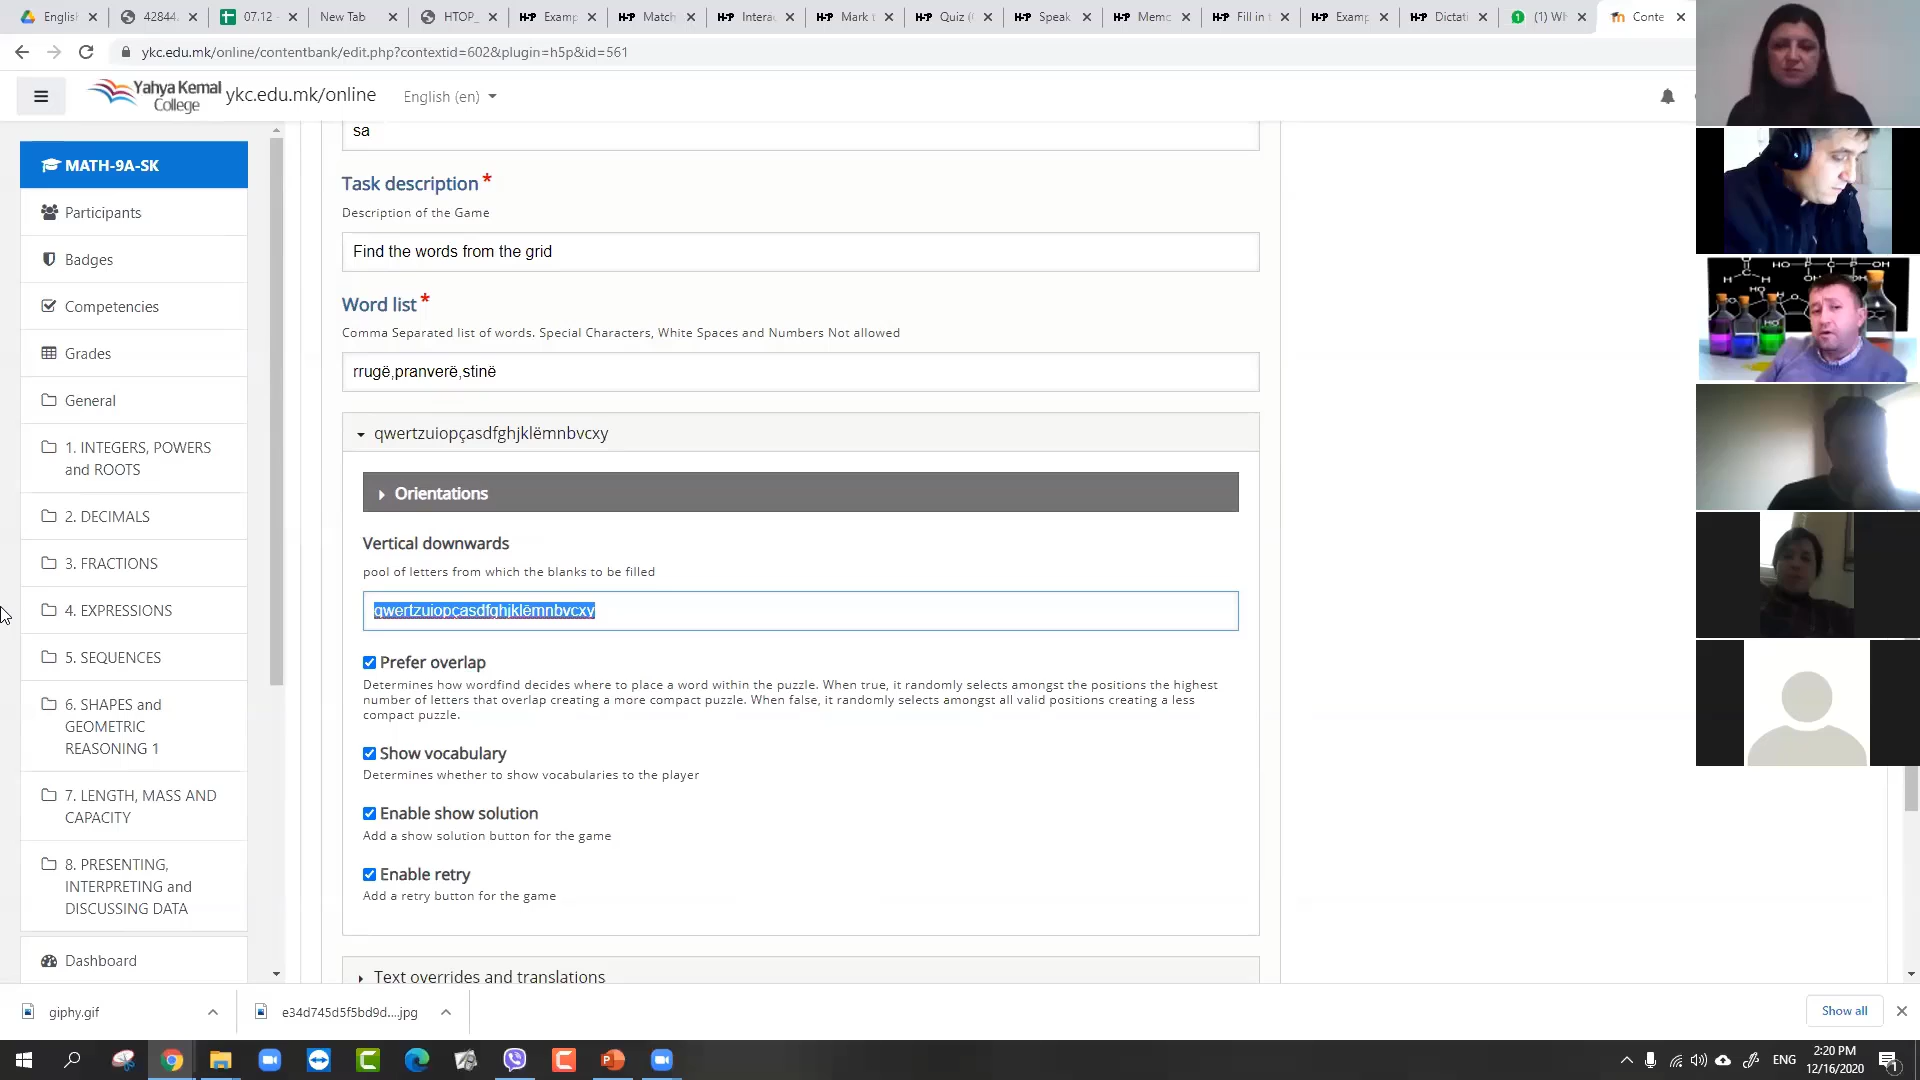 Englis
42844
07.12 -
New Tab
HTOP_
H-P Examp
H-P Match
H-P Intera
H-P Mark t
H-P Quiz (
H-P Speak
H-P Memo
H-P Fill in t
H-P Examp
H-P Dictat
(1) Wh
Conte
ykc.edu.mk/online/contentbank/edit.php?contextid=602&plugin=h5p&id=561
Yahya Kemal
College
ykc.edu.mk/online
English (en)
MATH-9A-SK
Participants
Badges
Competencies
Grades
General
1. INTEGERS, POWERS
and ROOTS
2. DECIMALS
3. FRACTIONS
4. EXPRESSIONS
5. SEQUENCES
6. SHAPES and
GEOMETRIC
REASONING 1
7. LENGTH, MASS AND
CAPACITY
8. PRESENTING,
INTERPRETING and
DISCUSSING DATA
Dashboard
sa
Task description *
Description of the Game
Find the words from the grid
Word list *
Comma Separated list of words. Special Characters, White Spaces and Numbers Not allowed
rrugë,pranverë,stinë
qwertzuiopçasdfghjklëmnbvcxy
Orientations
Vertical downwards
pool of letters from which the blanks to be filled
qwertzuiopçasdfghjklëmnbvcxy
Prefer overlap
Determines how wordfind decides where to place a word within the puzzle. When true, it randomly selects amongst the positions the highest
number of letters that overlap creating a more compact puzzle. When false, it randomly selects amongst all valid positions creating a less
compact puzzle.
Show vocabulary
Determines whether to show vocabularies to the player
Enable show solution
Add a show solution button for the game
Enable retry
Add a retry button for the game
Text overrides and translations
giphy.gif
e34d745d5f5bd9d....jpg
Show all
ENG
2:20 PM
12/16/2020